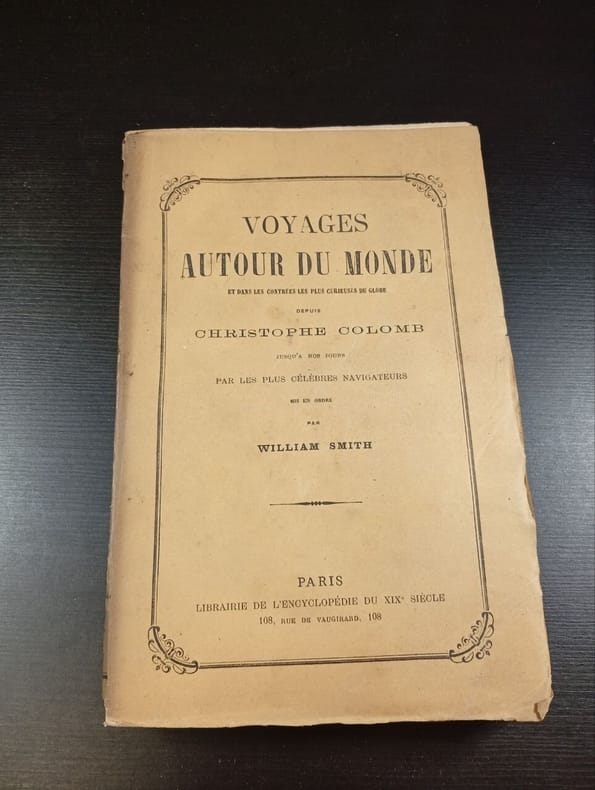 VOYAGES
AUTOUR DU MONDE
ET DANS LES CONTRÉES LES PLUS CURIEUSES DU GLOBE
DEPUIS
CHRISTOPHE COLOMB
JUSQU'A NOS JOURS
PAR LES PLUS CÉLÈBRES NAVIGATEURS
MIS EN ORDRE
PAR
WILLIAM SMITH
PARIS
LIBRAIRIE DE L'ENCYCLOPÉDIE DU XIXe SIÈCLE
108, RUE DE VAUGIRARD, 108